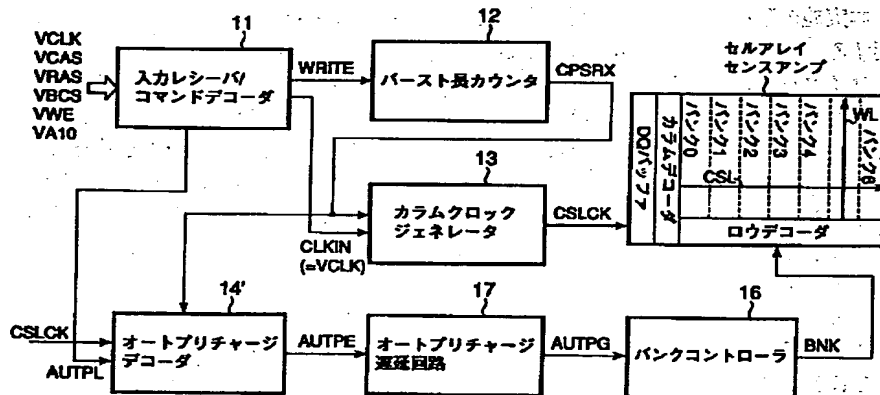 VCLK
VCAS
VRAS
VBCS
VWE
VA10
11
入力レシーバ/
コマンドデコーダ
WRITE
12
バースト長カウンタ
CPSRX
13
カラムクロック
ジェネレータ
CLKIN
(=VCLK)
CSLCK
セルアレイ
センスアンプ
DQバッファ
カラムデコーダ
バンク0
バンク1
バンク2
バンク3
バンク4
WL
CSL
ロウデコーダ
14'
CSLCK
AUTPL
オートプリチャージ
デコーダ
AUTPE
17
オートプリチャージ
遅延回路
AUTPG
16
バンクコントローラ
BNK